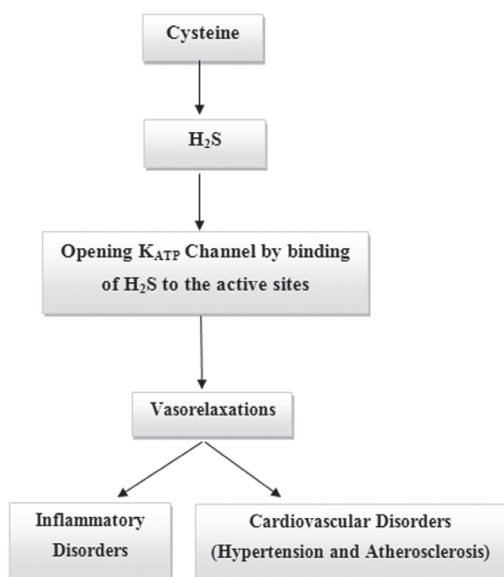 Cysteine
H₂S
Opening K_ATP Channel by binding
of H₂S to the active sites
Vasorelaxations
Inflammatory
Disorders
Cardiovascular Disorders
(Hypertension and Atherosclerosis)